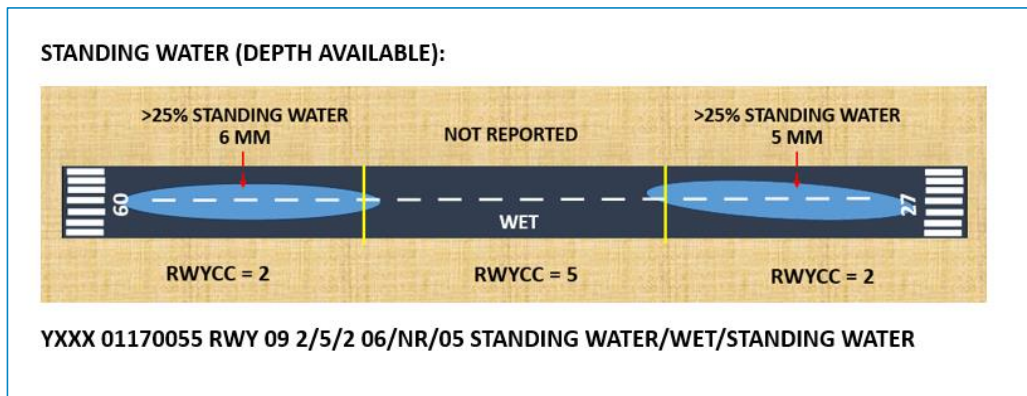 STANDING WATER (DEPTH AVAILABLE):
>25% STANDING WATER
6 MM
NOT REPORTED
>25% STANDING WATER
5 MM
09
WET
27
RWYCC = 2
RWYCC = 5
RWYCC = 2
YXXX 01170055 RWY 09 2/5/2 06/NR/05 STANDING WATER/WET/STANDING WATER